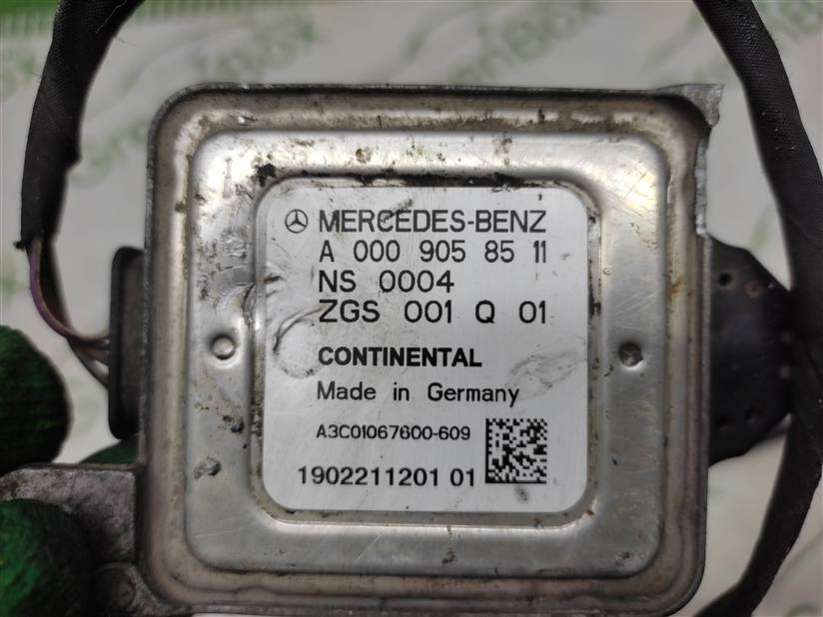 MERCEDES-BENZ
A 000 905 85 11
NS 0004
ZGS 001 Q 01
CONTINENTAL
Made in Germany
A3C01067600-609
1902211201 01